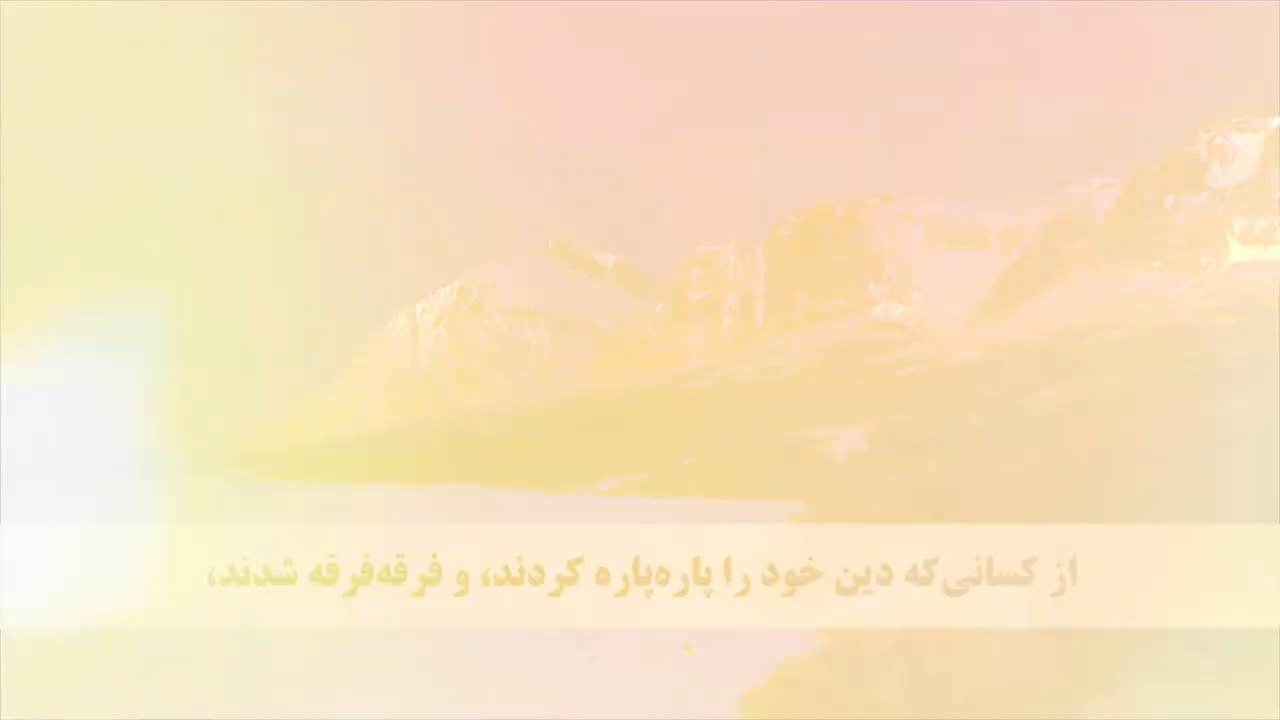 از کسانی‌که دین خود را پاره‌پاره کردند، و فرقه‌فرقه شدند،